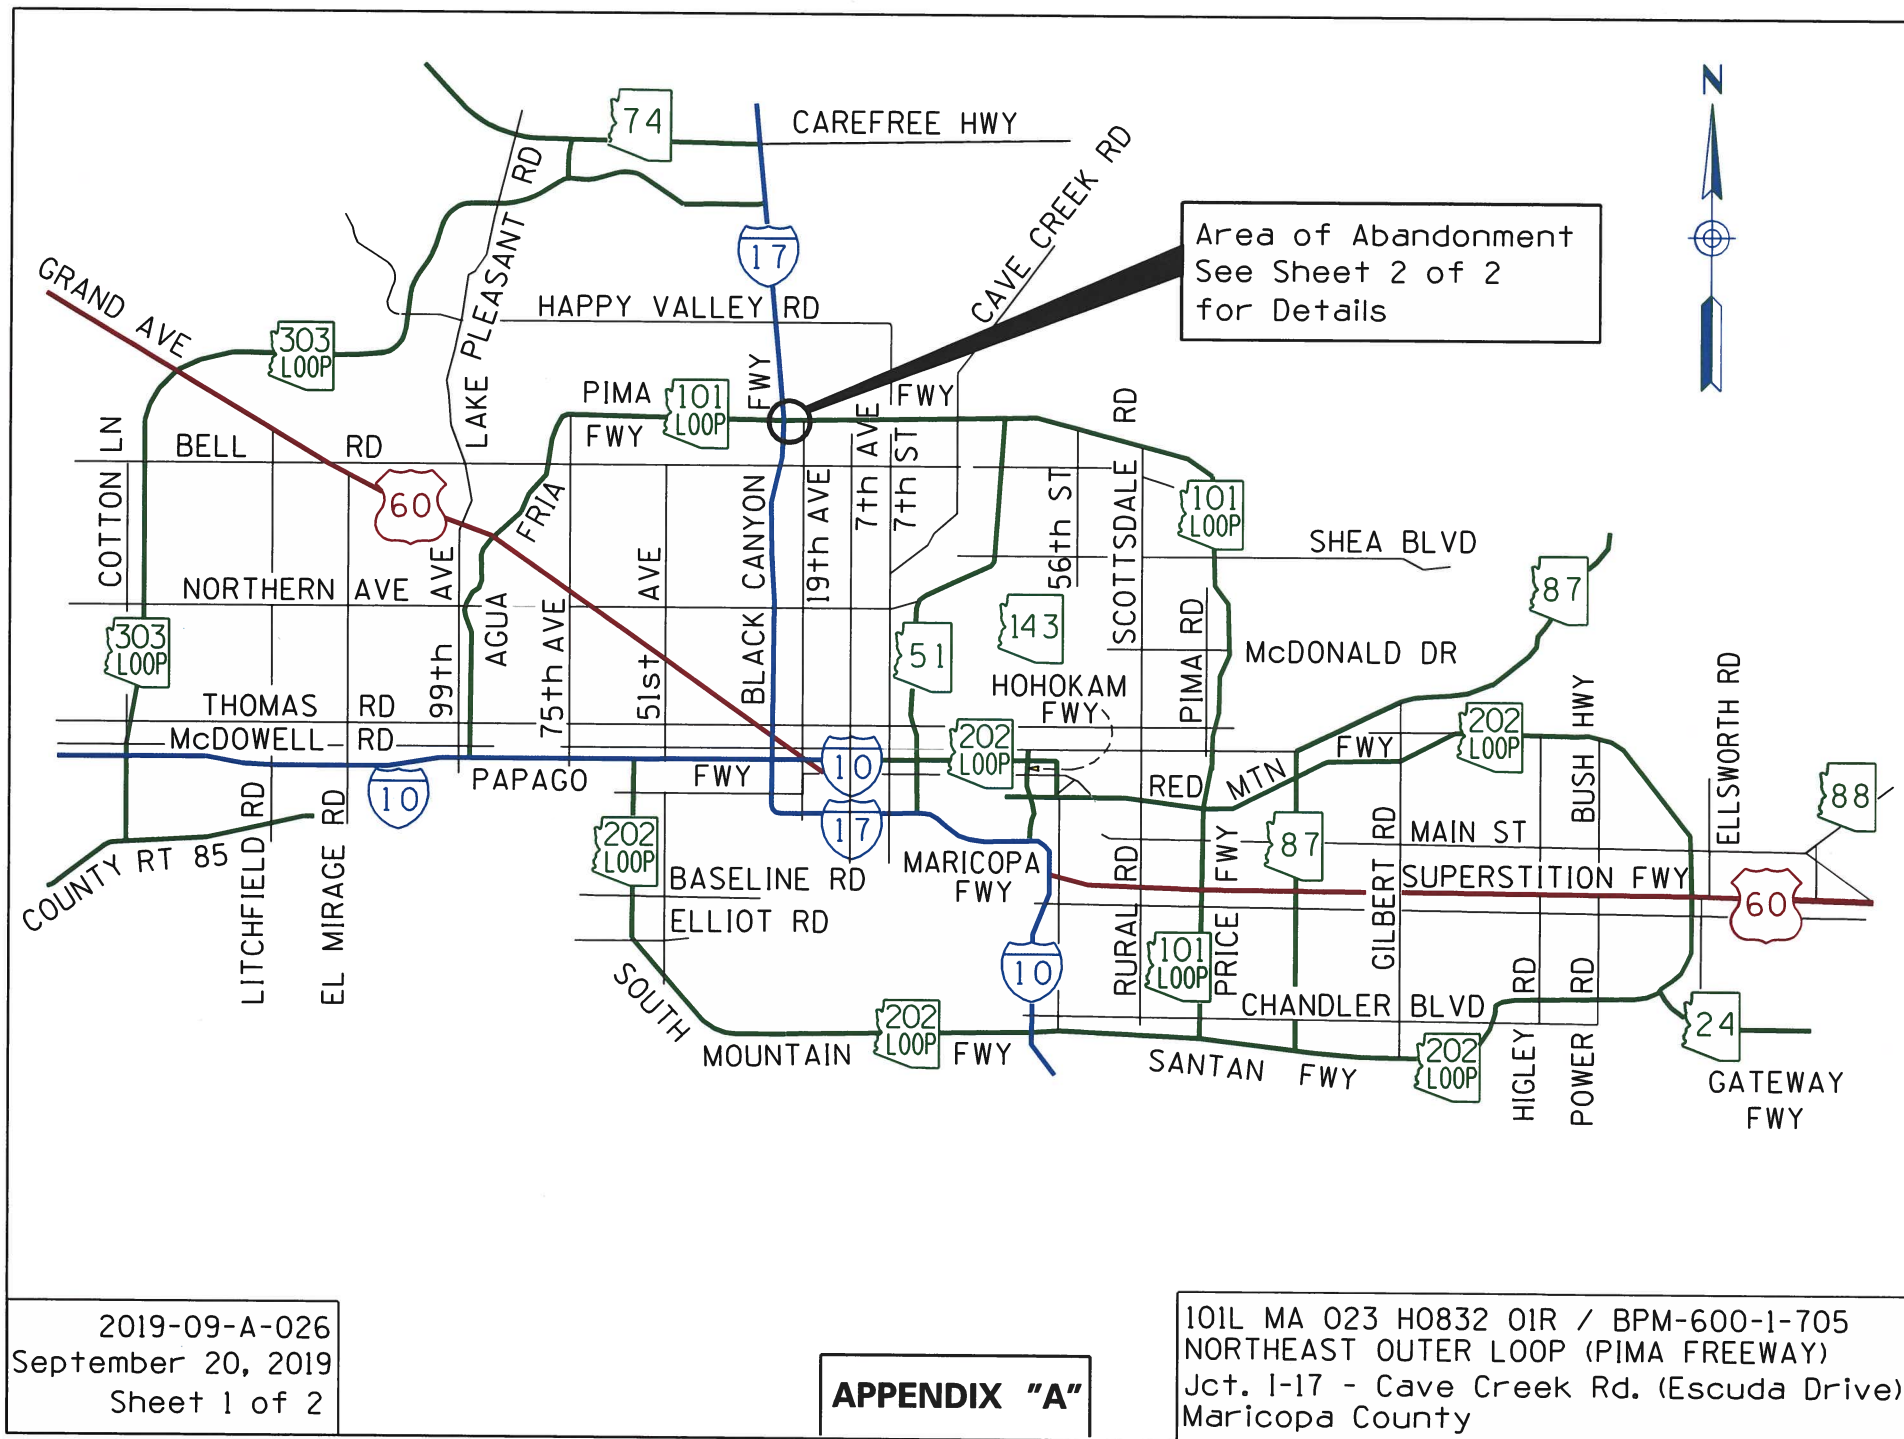 N
74
CAREFREE HWY
CAVE CREEK RD
LAKE PLEASANT RD
17
Area of Abandonment
See Sheet 2 of 2
for Details
GRAND AVE
HAPPY VALLEY RD
303
LOOP
PIMA
FWY
101
LOOP
FWY
FWY
COTTON LN
BELL RD
60
AGUA FRIA
BLACK CANYON
19th AVE
7th AVE
7th ST
56th ST
SCOTTSDALE RD
101
LOOP
SHEA BLVD
87
NORTHERN AVE
99th AVE
75th AVE
51st AVE
303
LOOP
51
143
PIMA RD
McDONALD DR
HOHOKAM
FWY
THOMAS RD
McDOWELL RD
202
LOOP
202
LOOP
BUSH HWY
ELLSWORTH RD
PAPAGO FWY
10
10
RED MTN FWY
88
17
202
LOOP
87
MAIN ST
COUNTY RT 85
LITCHFIELD RD
EL MIRAGE RD
BASELINE RD
ELLIOT RD
MARICOPA
FWY
RURAL RD
PRICE FWY
GILBERT RD
SUPERSTITION FWY
60
10
101
LOOP
CHANDLER BLVD
HIGLEY RD
POWER RD
24
GATEWAY
FWY
SOUTH MOUNTAIN FWY
202
LOOP
SANTAN FWY
202
LOOP
2019-09-A-026
September 20, 2019
Sheet 1 of 2
APPENDIX "A"
101L MA 023 H0832 01R / BPM-600-1-705
NORTHEAST OUTER LOOP (PIMA FREEWAY)
Jct. I-17 - Cave Creek Rd. (Escuda Drive)
Maricopa County